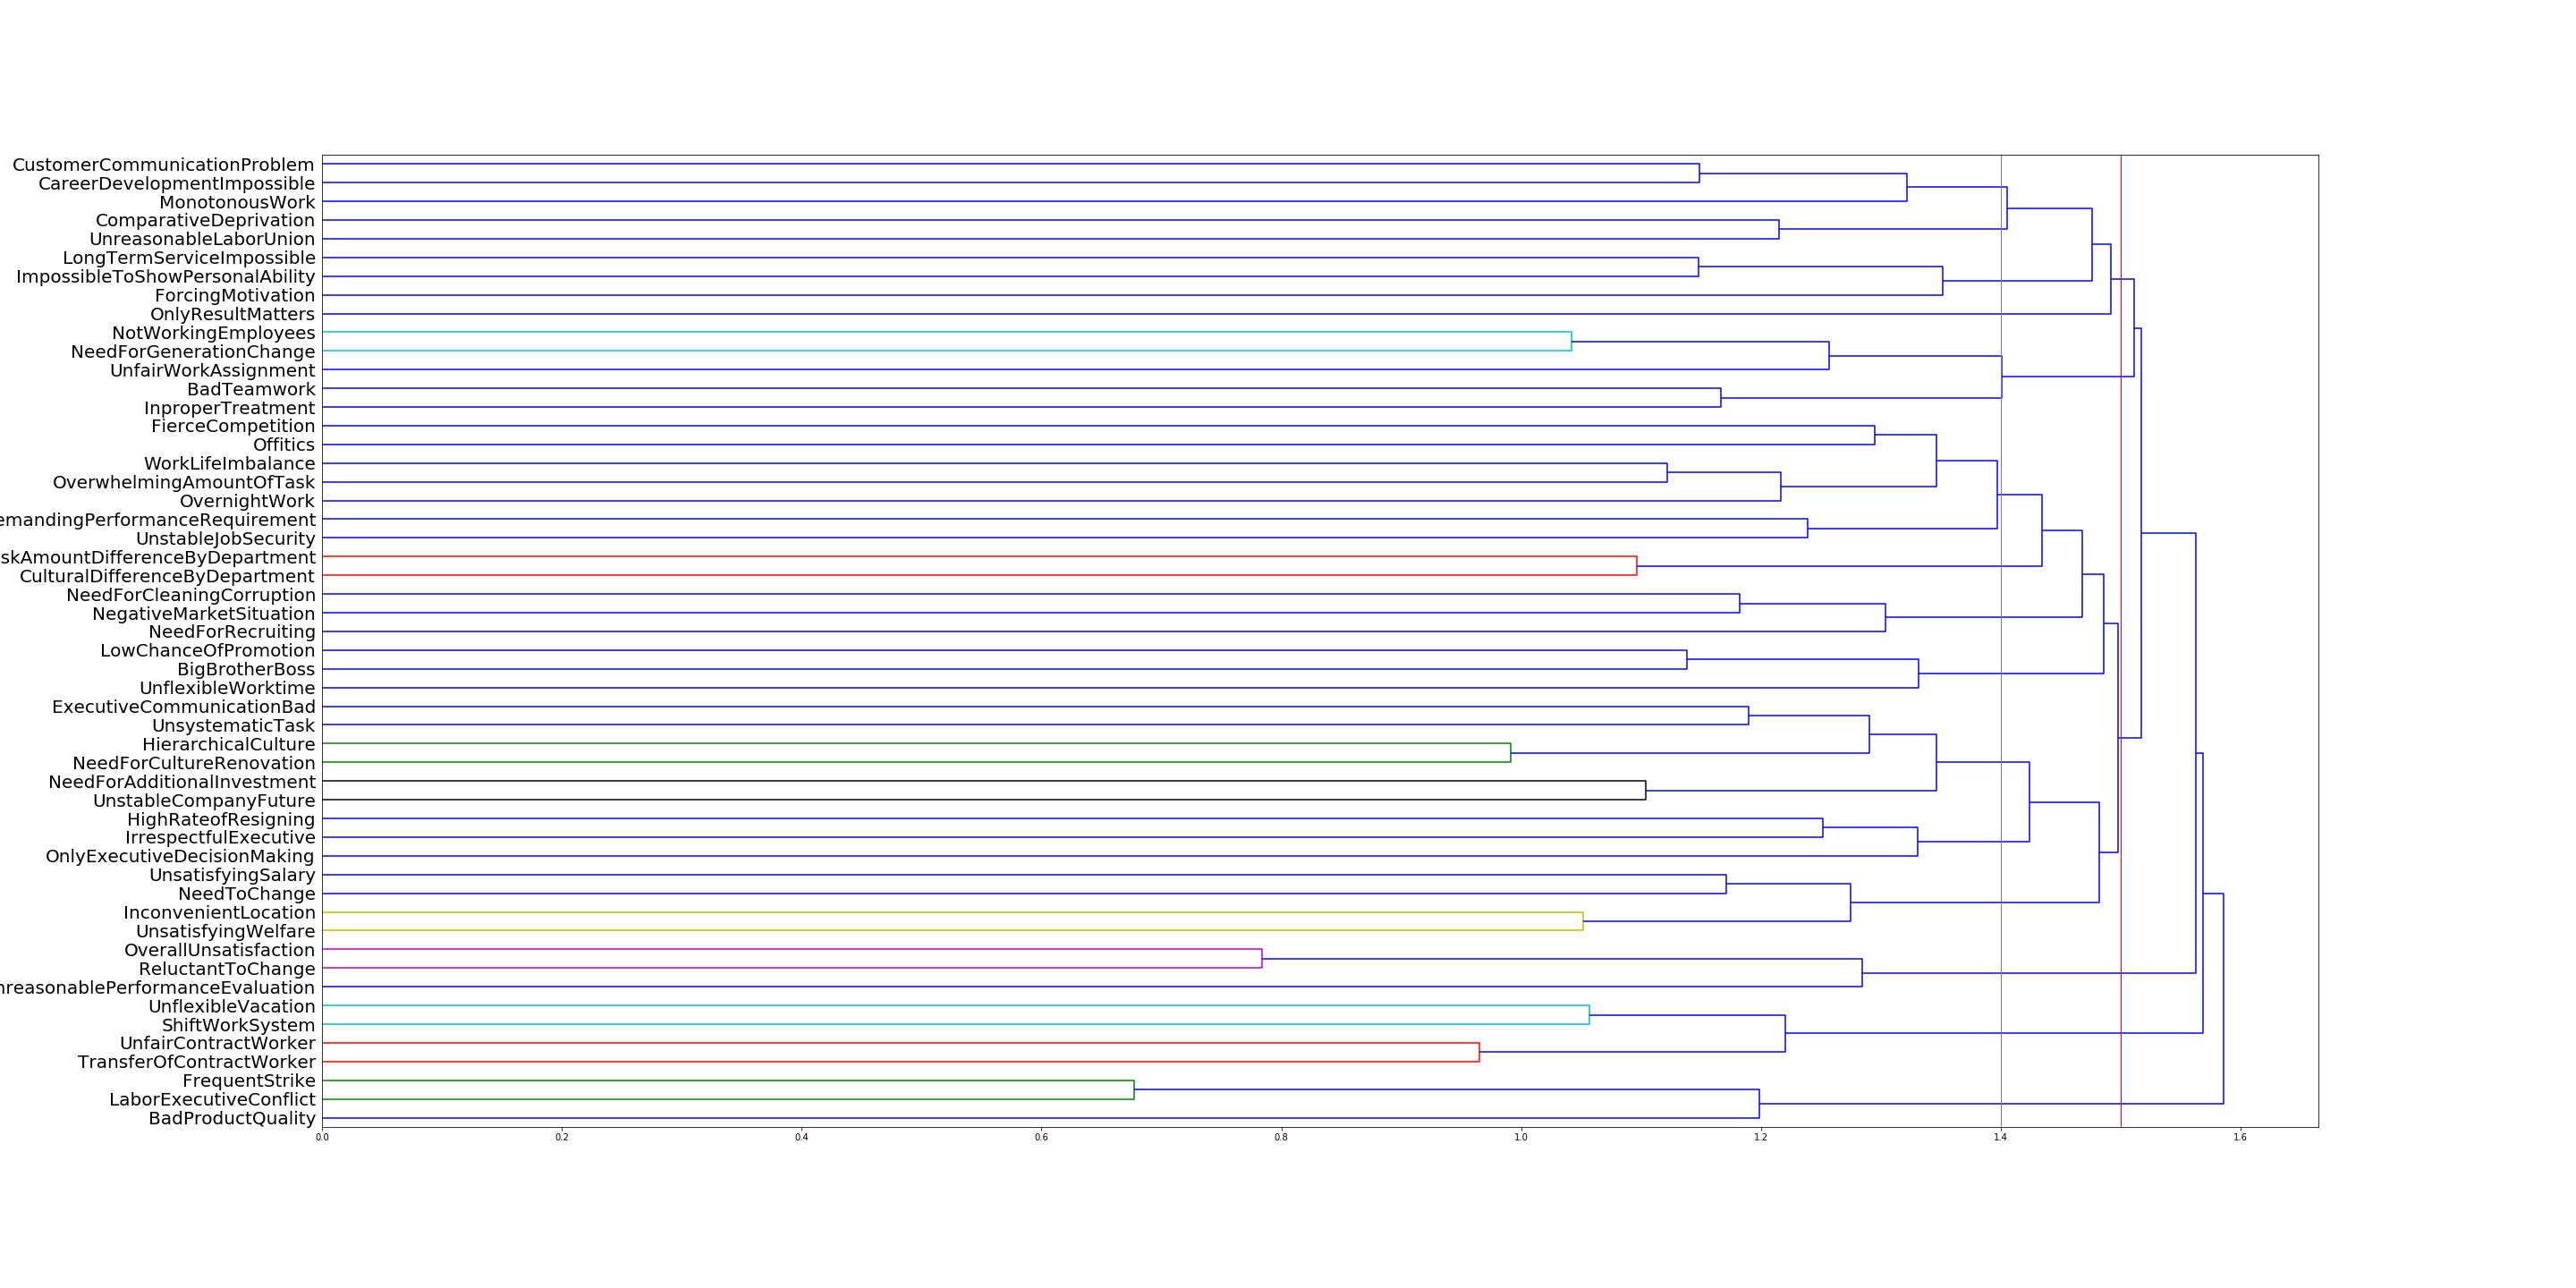 CustomerCommunicationProblem
CareerDevelopmentImpossible
MonotonousWork
ComparativeDeprivation
UnreasonableLaborUnion
LongTermServiceImpossible
ImpossibleToShowPersonalAbility
ForcingMotivation
OnlyResultMatters
NotWorkingEmployees
NeedForGenerationChange
UnfairWorkAssignment
BadTeamwork
InproperTreatment
FierceCompetition
Offitics
WorkLifeImbalance
OverwhelmingAmountOfTask
OvernightWork
emandingPerformanceRequirement
UnstableJobSecurity
skAmountDifferenceByDepartment
CulturalDifferenceByDepartment
NeedForCleaningCorruption
NegativeMarketSituation
NeedForRecruiting
LowChanceOfPromotion
BigBrotherBoss
UnflexibleWorktime
ExecutiveCommunicationBad
UnsystematicTask
HierarchicalCulture
NeedForCultureRenovation
NeedForAdditionalInvestment
UnstableCompanyFuture
HighRateofResigning
IrrespectfulExecutive
OnlyExecutiveDecisionMaking
UnsatisfyingSalary
NeedToChange
InconvenientLocation
UnsatisfyingWelfare
OverallUnsatisfaction
ReluctantToChange
nreasonablePerformanceEvaluation
UnflexibleVacation
ShiftWorkSystem
UnfairContractWorker
TransferOfContractWorker
FrequentStrike
LaborExecutiveConflict
BadProductQuality
0.0 0.2 0.4 0.6 0.8 1.0 1.2 1.4 1.6